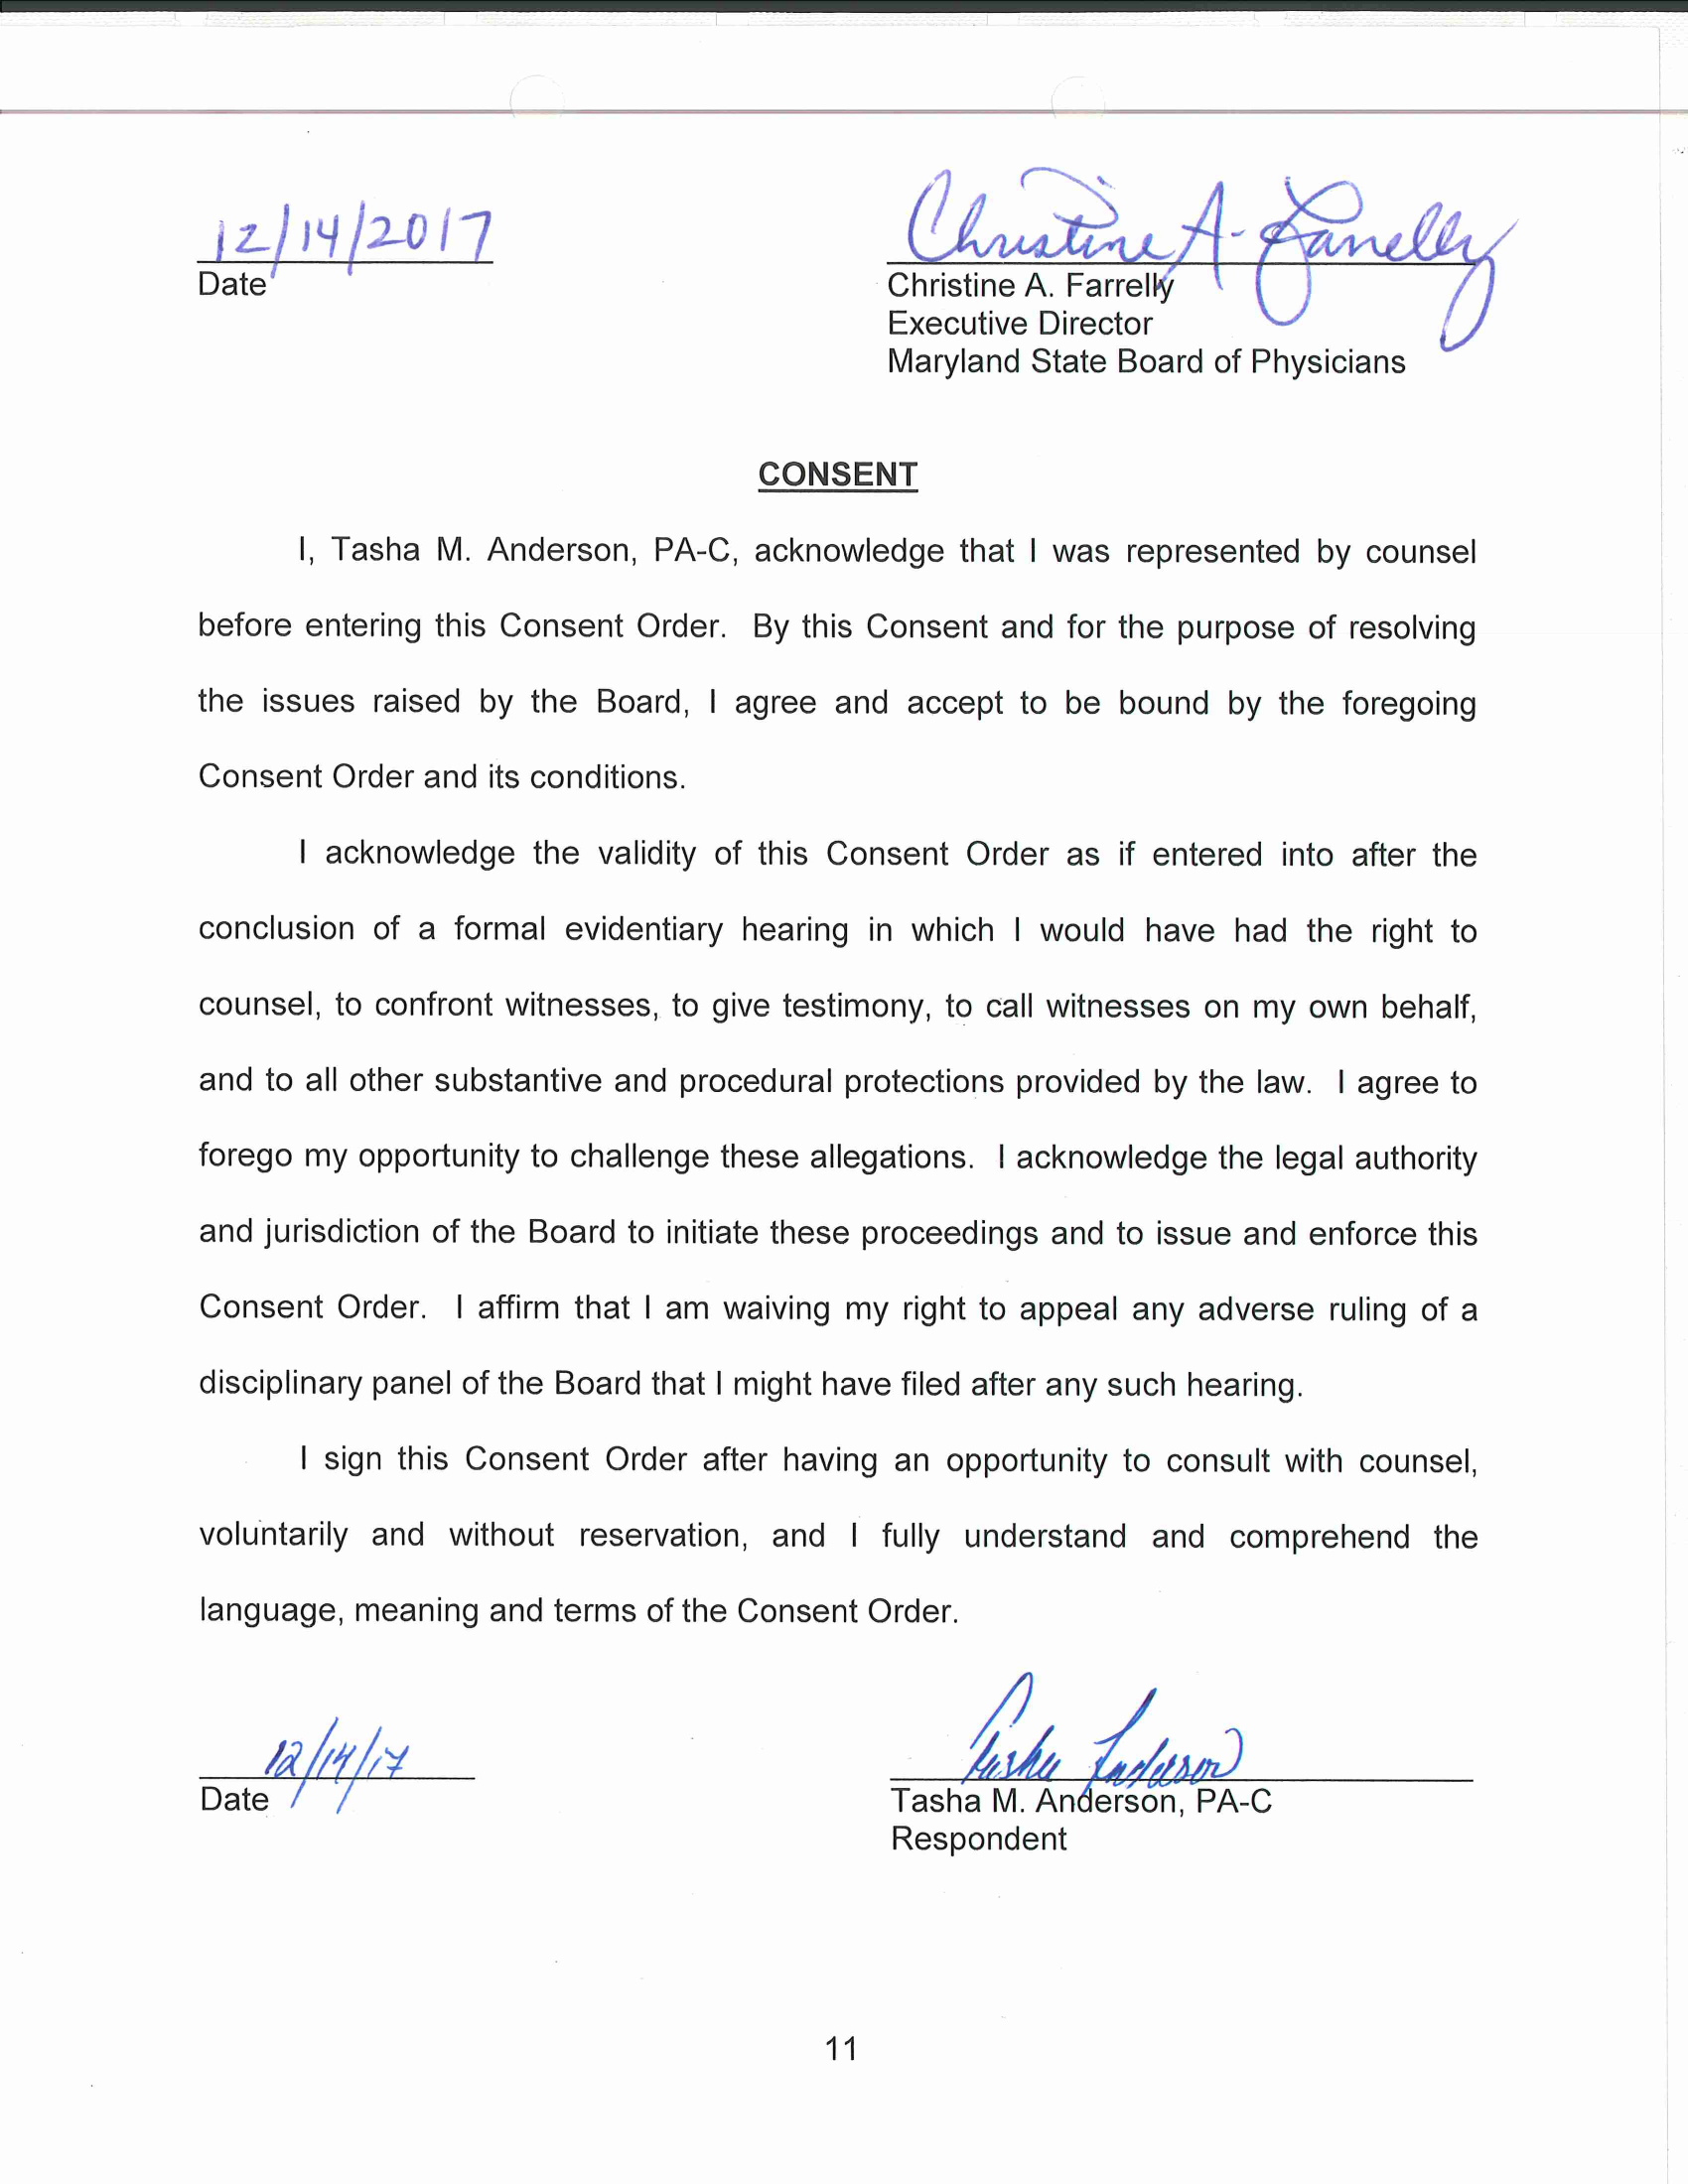 12/14/2017
Date
Christine A. Farrelly
Christine A. Farrelly
Executive Director
Maryland State Board of Physicians
CONSENT
I, Tasha M. Anderson, PA-C, acknowledge that I was represented by counsel
before entering this Consent Order. By this Consent and for the purpose of resolving
the issues raised by the Board, I agree and accept to be bound by the foregoing
Consent Order and its conditions.
I acknowledge the validity of this Consent Order as if entered into after the
conclusion of a formal evidentiary hearing in which I would have had the right to
counsel, to confront witnesses, to give testimony, to call witnesses on my own behalf,
and to all other substantive and procedural protections provided by the law. I agree to
forego my opportunity to challenge these allegations. I acknowledge the legal authority
and jurisdiction of the Board to initiate these proceedings and to issue and enforce this
Consent Order. I affirm that I am waiving my right to appeal any adverse ruling of a
disciplinary panel of the Board that I might have filed after any such hearing.
I sign this Consent Order after having an opportunity to consult with counsel,
voluntarily and without reservation, and I fully understand and comprehend the
language, meaning and terms of the Consent Order.
12/14/17
Date
Tasha Anderson
Tasha M. Anderson, PA-C
Respondent
11